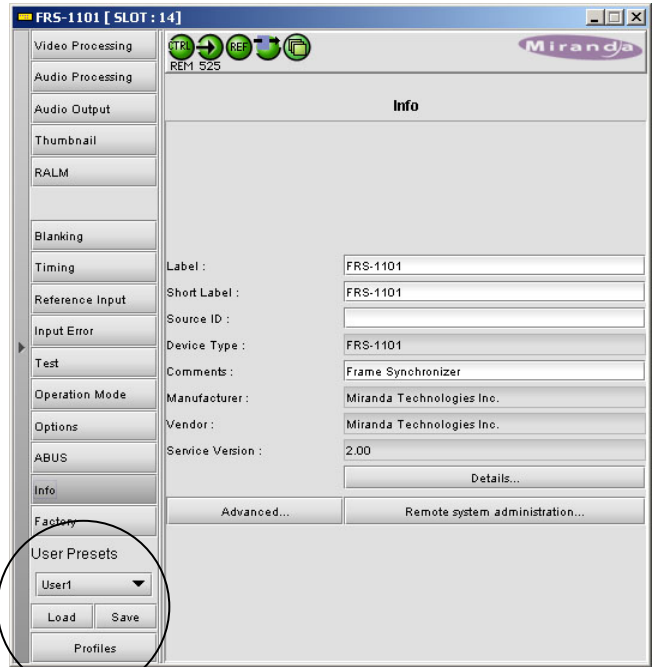 FRS-1101 [ SLOT : 14]
Video Processing
Audio Processing
Audio Output
Thumbnail
RALM
Blanking
Timing
Reference Input
Input Error
Test
Operation Mode
Options
ABUS
Info
Factory
User Presets
User1
Load Save
Profiles
CTRL REF
REM 525
Miranda
Info
Label : FRS-1101
Short Label : FRS-1101
Source ID :
Device Type : FRS-1101
Comments : Frame Synchronizer
Manufacturer : Miranda Technologies Inc.
Vendor : Miranda Technologies Inc.
Service Version : 2.00
Details...
Advanced... Remote system administration...